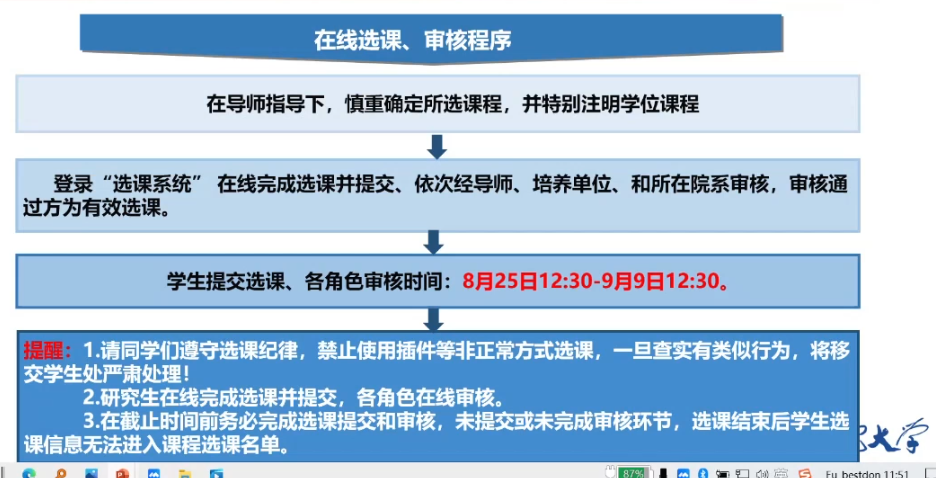 在线选课、审核程序
在导师指导下，慎重确定所选课程，并特别注明学位课程
登录“选课系统” 在线完成选课并提交、依次经导师、培养单位、和所在院系审核，审核通
过方为有效选课。
学生提交选课、各角色审核时间：8月25日12:30-9月9日12:30。
提醒：1.请同学们遵守选课纪律，禁止使用插件等非正常方式选课，一旦查实有类似行为，将移
交学生处严肃处理！
2.研究生在线完成选课并提交，各角色在线审核。
3.在截止时间前务必完成选课提交和审核，未提交或未完成审核环节，选课结束后学生选
课信息无法进入课程选课名单。
大学
87%
Fu_bestdon 11:51